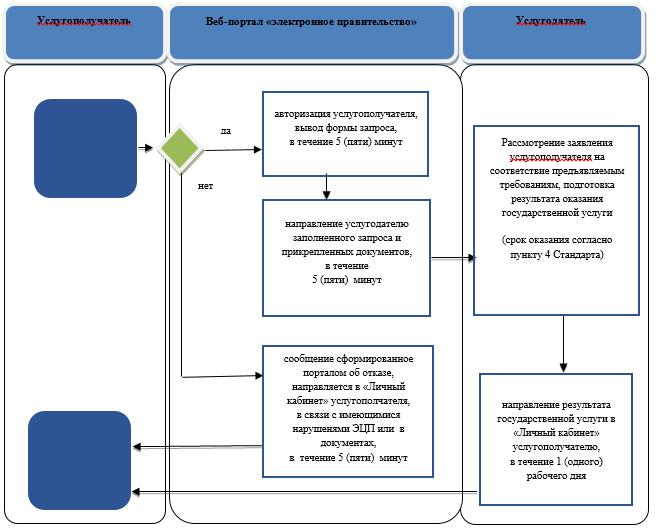 Услугополучатель
Веб-портал «электронное правительство»
Услугодатель
да
нет
авторизация услугополучателя,
вывод формы запроса,
в течение 5 (пяти) минут
направление услугодателю
заполненного запроса и
прикрепленных документов,
в течение
5 (пяти) минут
сообщение сформированное
порталом об отказе,
направляется в «Личный
кабинет» услугополчателя,
в связи с имеющимися
нарушенями ЭЦП или в
документах,
в течение 5 (пяти) минут
Рассмотрение заявления
услугополучателя на
соответствие предъявляемым
требованиям, подготовка
результата оказания
государственной услуги
(срок оказания согласно
пункту 4 Стандарта)
направление результата
государственной услуги в
«Личный кабинет»
услугополучателю,
в течение 1 (одного)
рабочего дня